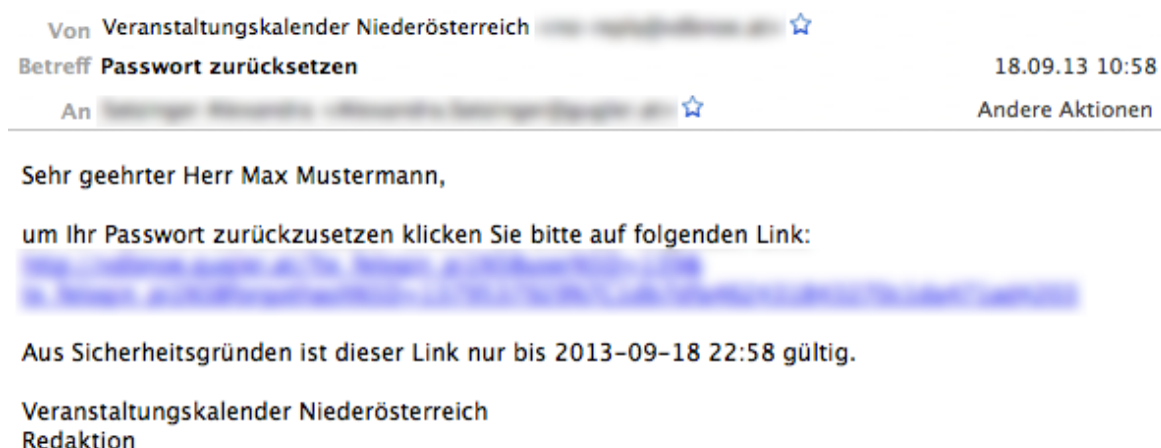 Von Veranstaltungskalender Niederösterreich
Betreff Passwort zurücksetzen 18.09.13 10:58
An Andere Aktionen
Sehr geehrter Herr Max Mustermann,
um Ihr Passwort zurückzusetzen klicken Sie bitte auf folgenden Link:
Aus Sicherheitsgründen ist dieser Link nur bis 2013-09-18 22:58 gültig.
Veranstaltungskalender Niederösterreich
Redaktion